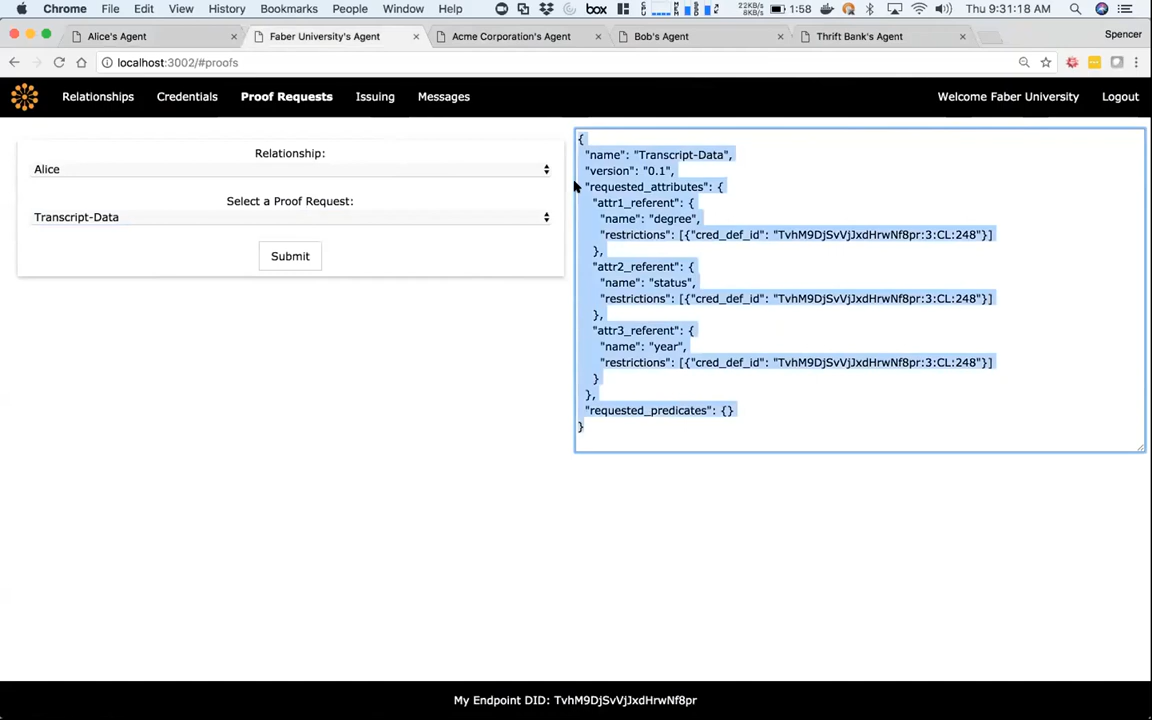 Chrome File Edit View History Bookmarks People Window Help box 22KB/s 6KB/s 1:58 Thu 9:31:18 AM
Alice's Agent Faber University's Agent Acme Corporation's Agent Bob's Agent Thrift Bank's Agent Spencer
localhost:3002/#proofs
Relationships Credentials Proof Requests Issuing Messages Welcome Faber University Logout
Relationship:
Alice
Select a Proof Request:
Transcript-Data
Submit
{
"name": "Transcript-Data",
"version": "0.1",
"requested_attributes": {
"attr1_referent": {
"name": "degree",
"restrictions": [{"cred_def_id": "TvhM9DjSvVjJxdHrwNf8pr:3:CL:248"}]
},
"attr2_referent": {
"name": "status",
"restrictions": [{"cred_def_id": "TvhM9DjSvVjJxdHrwNf8pr:3:CL:248"}]
},
"attr3_referent": {
"name": "year",
"restrictions": [{"cred_def_id": "TvhM9DjSvVjJxdHrwNf8pr:3:CL:248"}]
}
},
"requested_predicates": {}
}
My Endpoint DID: TvhM9DjSvVjJxdHrwNf8pr